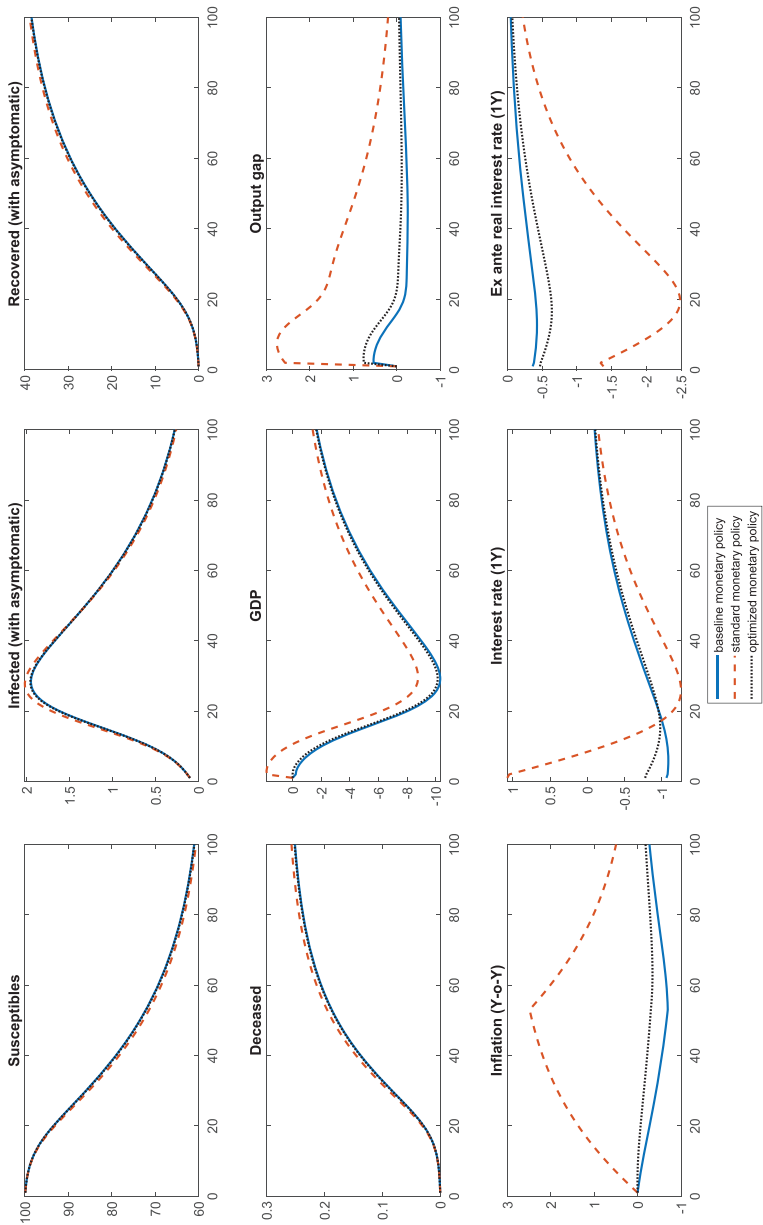 Susceptibles
100
90
80
70
60
0 20 40 60 80 100
Infected (with asymptomatic)
2
1.5
1
0.5
0
0 20 40 60 80 100
Recovered (with asymptomatic)
40
30
20
10
0
0 20 40 60 80 100
Deceased
0.3
0.2
0.1
0
0 20 40 60 80 100
GDP
0
-2
-4
-6
-8
-10
0 20 40 60 80 100
Output gap
3
2
1
0
-1
0 20 40 60 80 100
Inflation (Y-o-Y)
3
2
1
0
-1
0 20 40 60 80 100
Interest rate (1Y)
1
0.5
0
-0.5
-1
0 20 40 60 80 100
Ex ante real interest rate (1Y)
0
-0.5
-1
-1.5
-2
-2.5
0 20 40 60 80 100
baseline monetary policy
standard monetary policy
optimized monetary policy